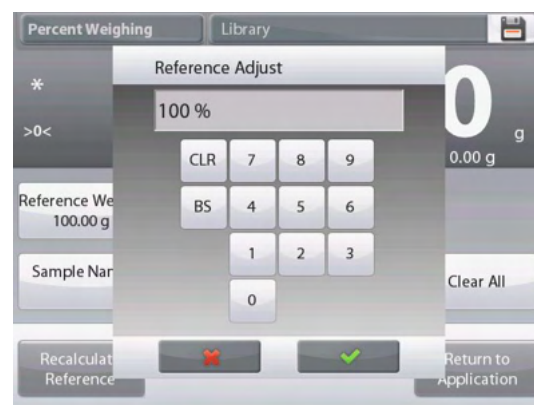 Percent Weighing
Library
Reference Adjust
*
100 %
0
>0<
g
0.00 g
CLR 7 8 9
Reference We
100.00 g
BS 4 5 6
1 2 3
Sample Nar
Clear All
0
Recalculat
Reference
Return to
Application